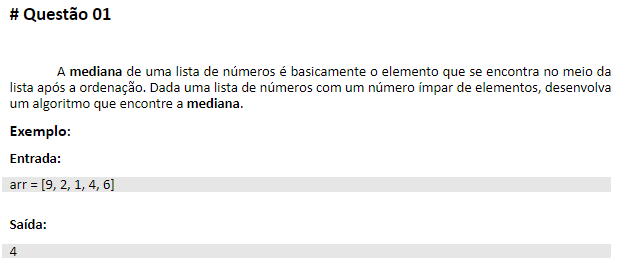 # Questão 01
A mediana de uma lista de números é basicamente o elemento que se encontra no meio da
lista após a ordenação. Dada uma lista de números com um número ímpar de elementos, desenvolva
um algoritmo que encontre a mediana.
Exemplo:
Entrada:
arr = [9, 2, 1, 4, 6]
Saída:
4